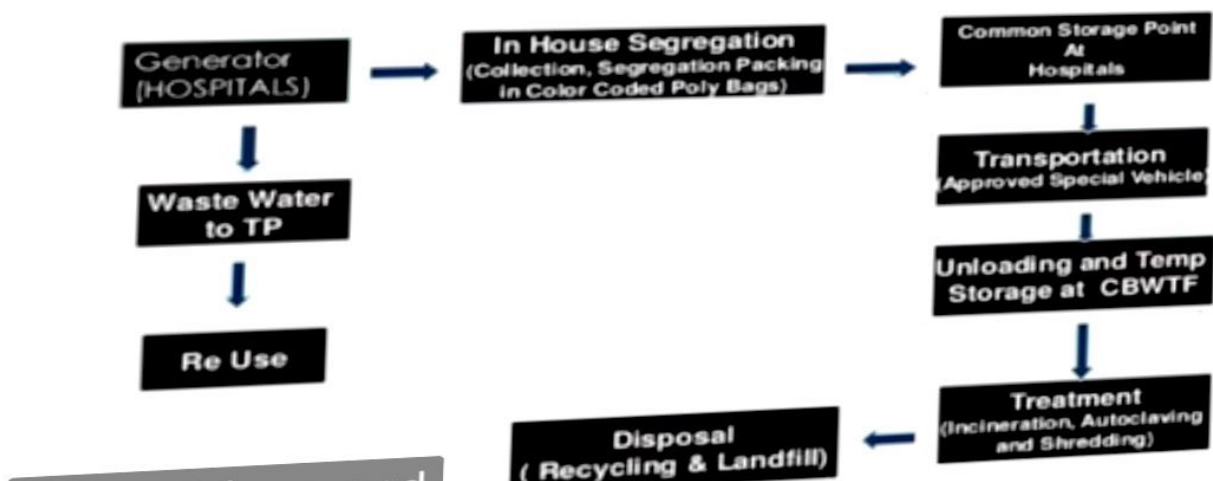 Generator
(HOSPITALS)
In House Segregation
(Collection, Segregation Packing
in Color Coded Poly Bags)
Common Storage Point
At
Hospitals
Transportation
(Approved Special Vehicle)
Waste Water
to TP
Unloading and Temp
Storage at CBWTF
Re Use
Treatment
(Incineration, Autoclaving
and Shredding)
Disposal
( Recycling & Landfill)